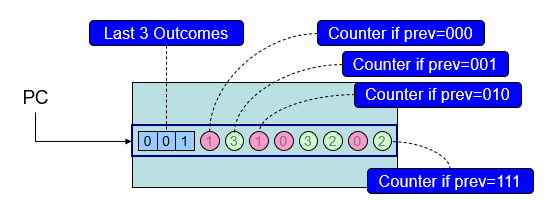 Last 3 Outcomes
Counter if prev=000
Counter if prev=001
Counter if prev=010
PC
0 0 1 1 3 1 0 3 2 0 2
Counter if prev=111